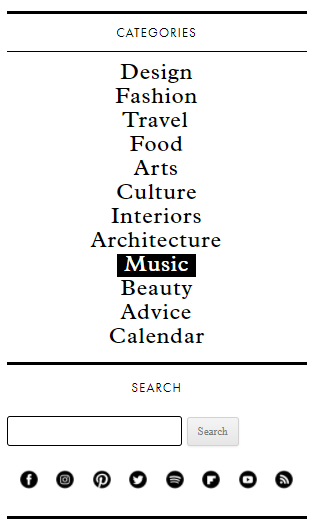 CATEGORIES
Design
Fashion
Travel
Food
Arts
Culture
Interiors
Architecture
Music
Beauty
Advice
Calendar
SEARCH
Search